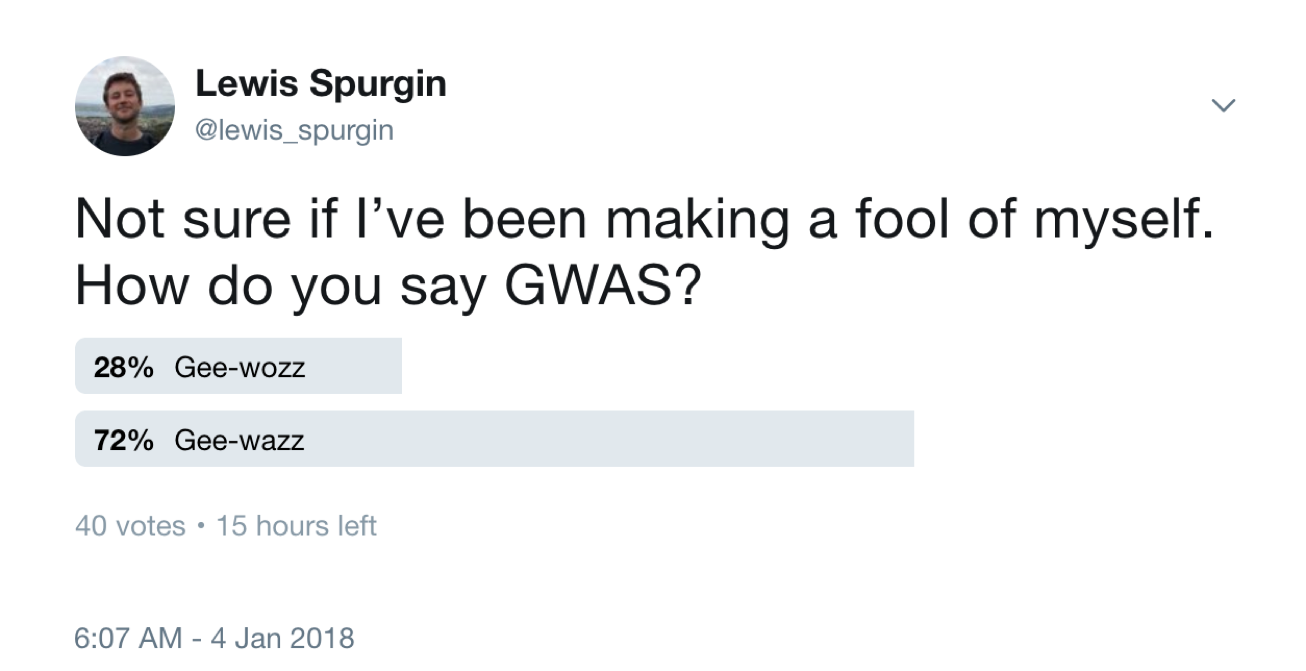 Lewis Spurgin
@lewis_spurgin
Not sure if I’ve been making a fool of myself.
How do you say GWAS?
28% Gee-wozz
72% Gee-wazz
40 votes • 15 hours left
6:07 AM - 4 Jan 2018